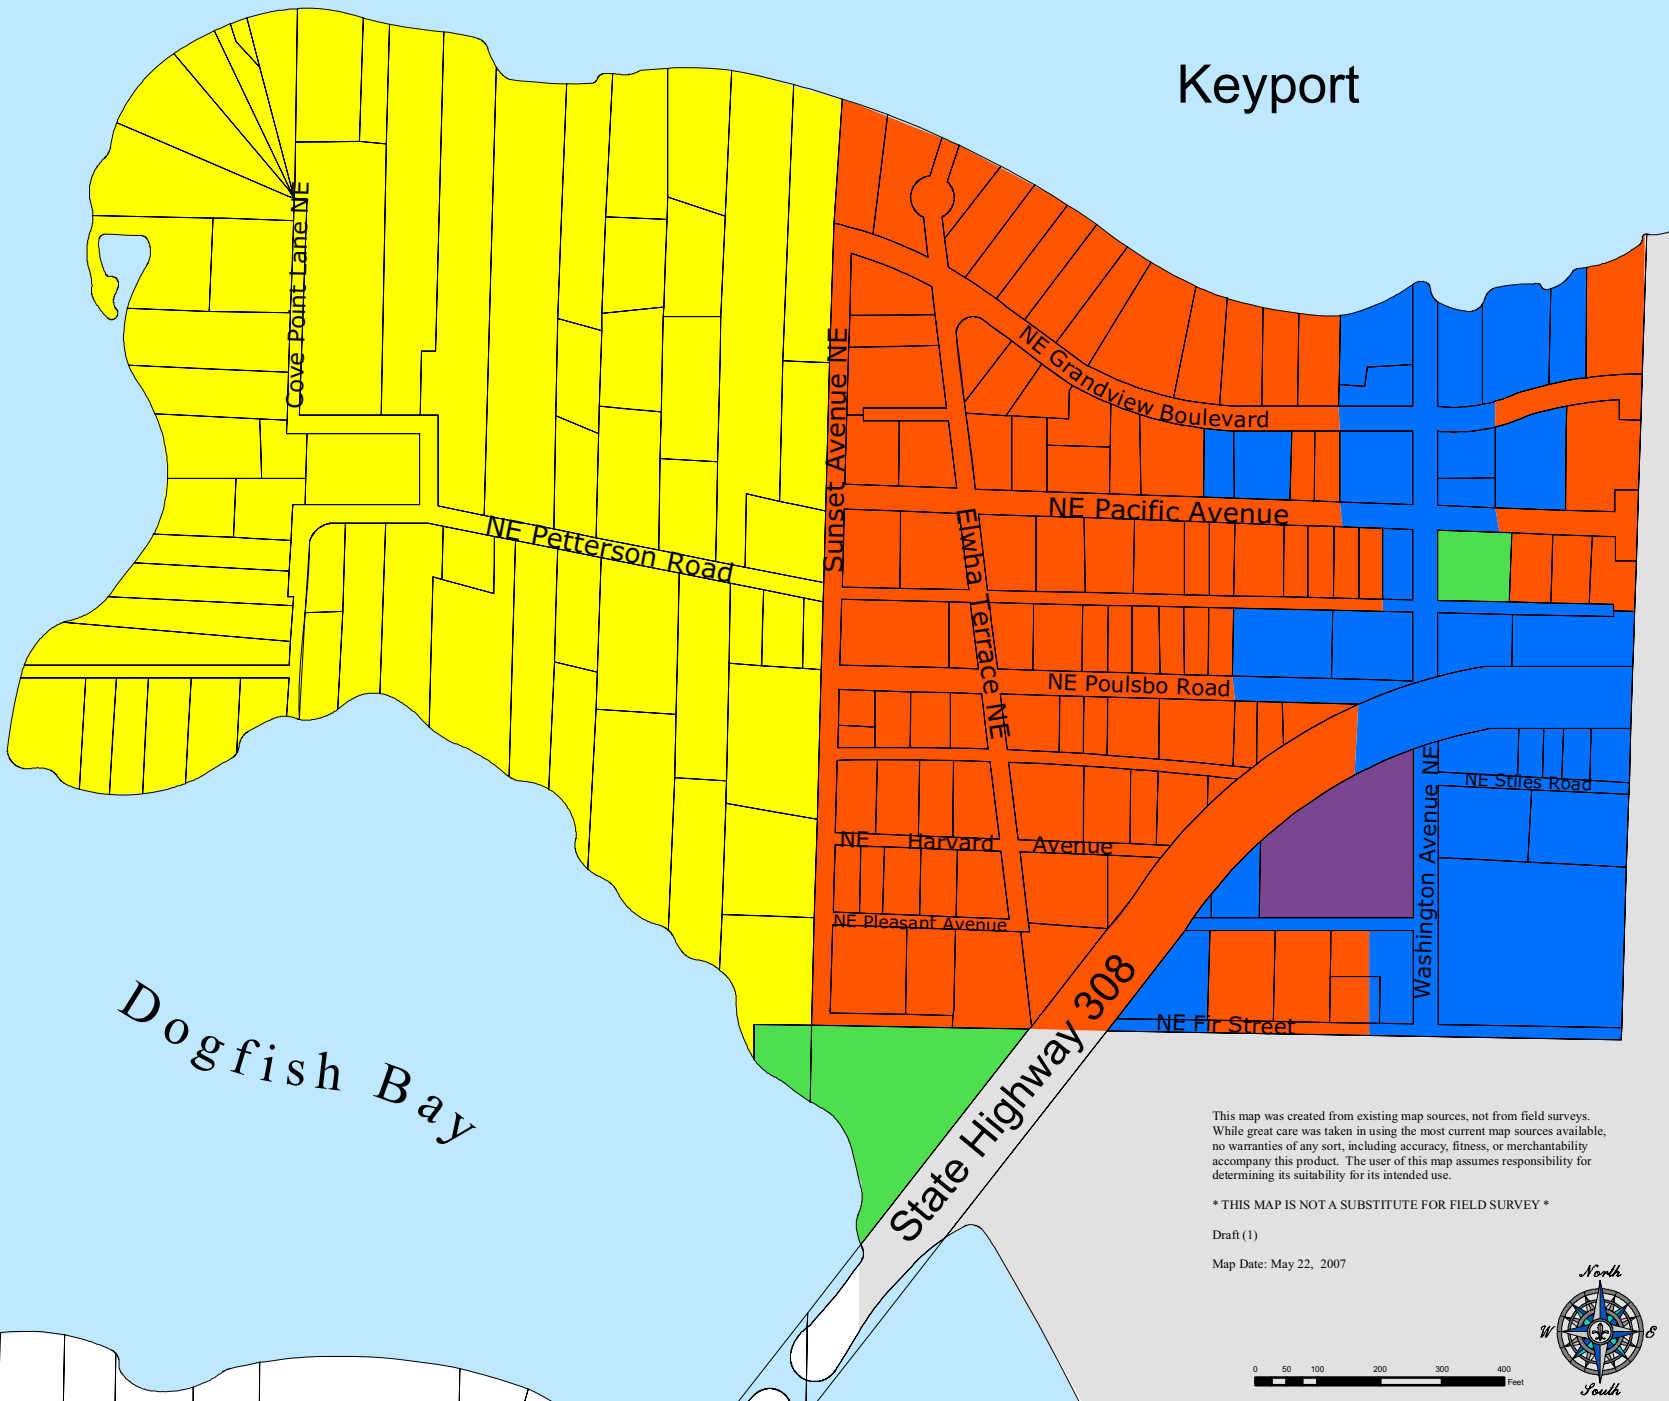 Keyport
Cove Point Lane NE
Sunset Avenue NE
NE Grandview Boulevard
NE Pacific Avenue
NE Petterson Road
Elwha Terrace NE
NE Poulsbo Road
NE Stiles Road
Washington Avenue NE
NE Harvard Avenue
NE Pleasant Avenue
NE Fir Street
State Highway 308
Dogfish Bay
This map was created from existing map sources, not from field surveys.
While great care was taken in using the most current map sources available,
no warranties of any sort, including accuracy, fitness, or merchantability
accompany this product. The user of this map assumes responsibility for
determining its suitability for its intended use.
* THIS MAP IS NOT A SUBSTITUTE FOR FIELD SURVEY *
Draft (1)
Map Date: May 22, 2007
North
W E
South
0 50 100 200 300 400
Feet